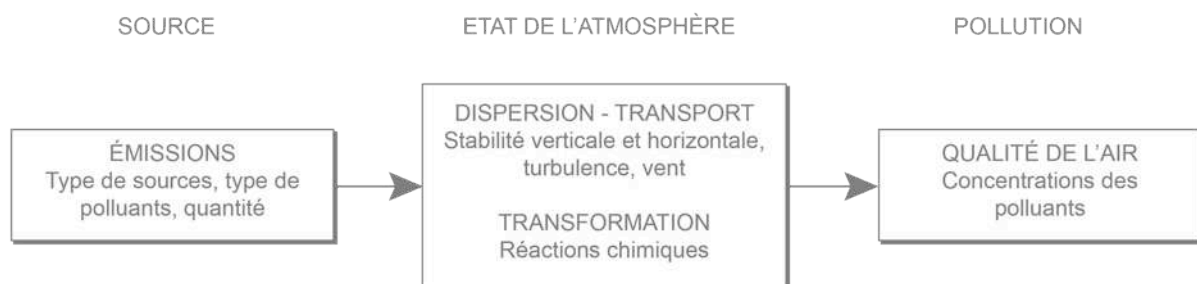 SOURCE
ETAT DE L'ATMOSPHÈRE
POLLUTION
ÉMISSIONS
Type de sources, type de
polluants, quantité
DISPERSION - TRANSPORT
Stabilité verticale et horizontale,
turbulence, vent
TRANSFORMATION
Réactions chimiques
QUALITÉ DE L'AIR
Concentrations des
polluants